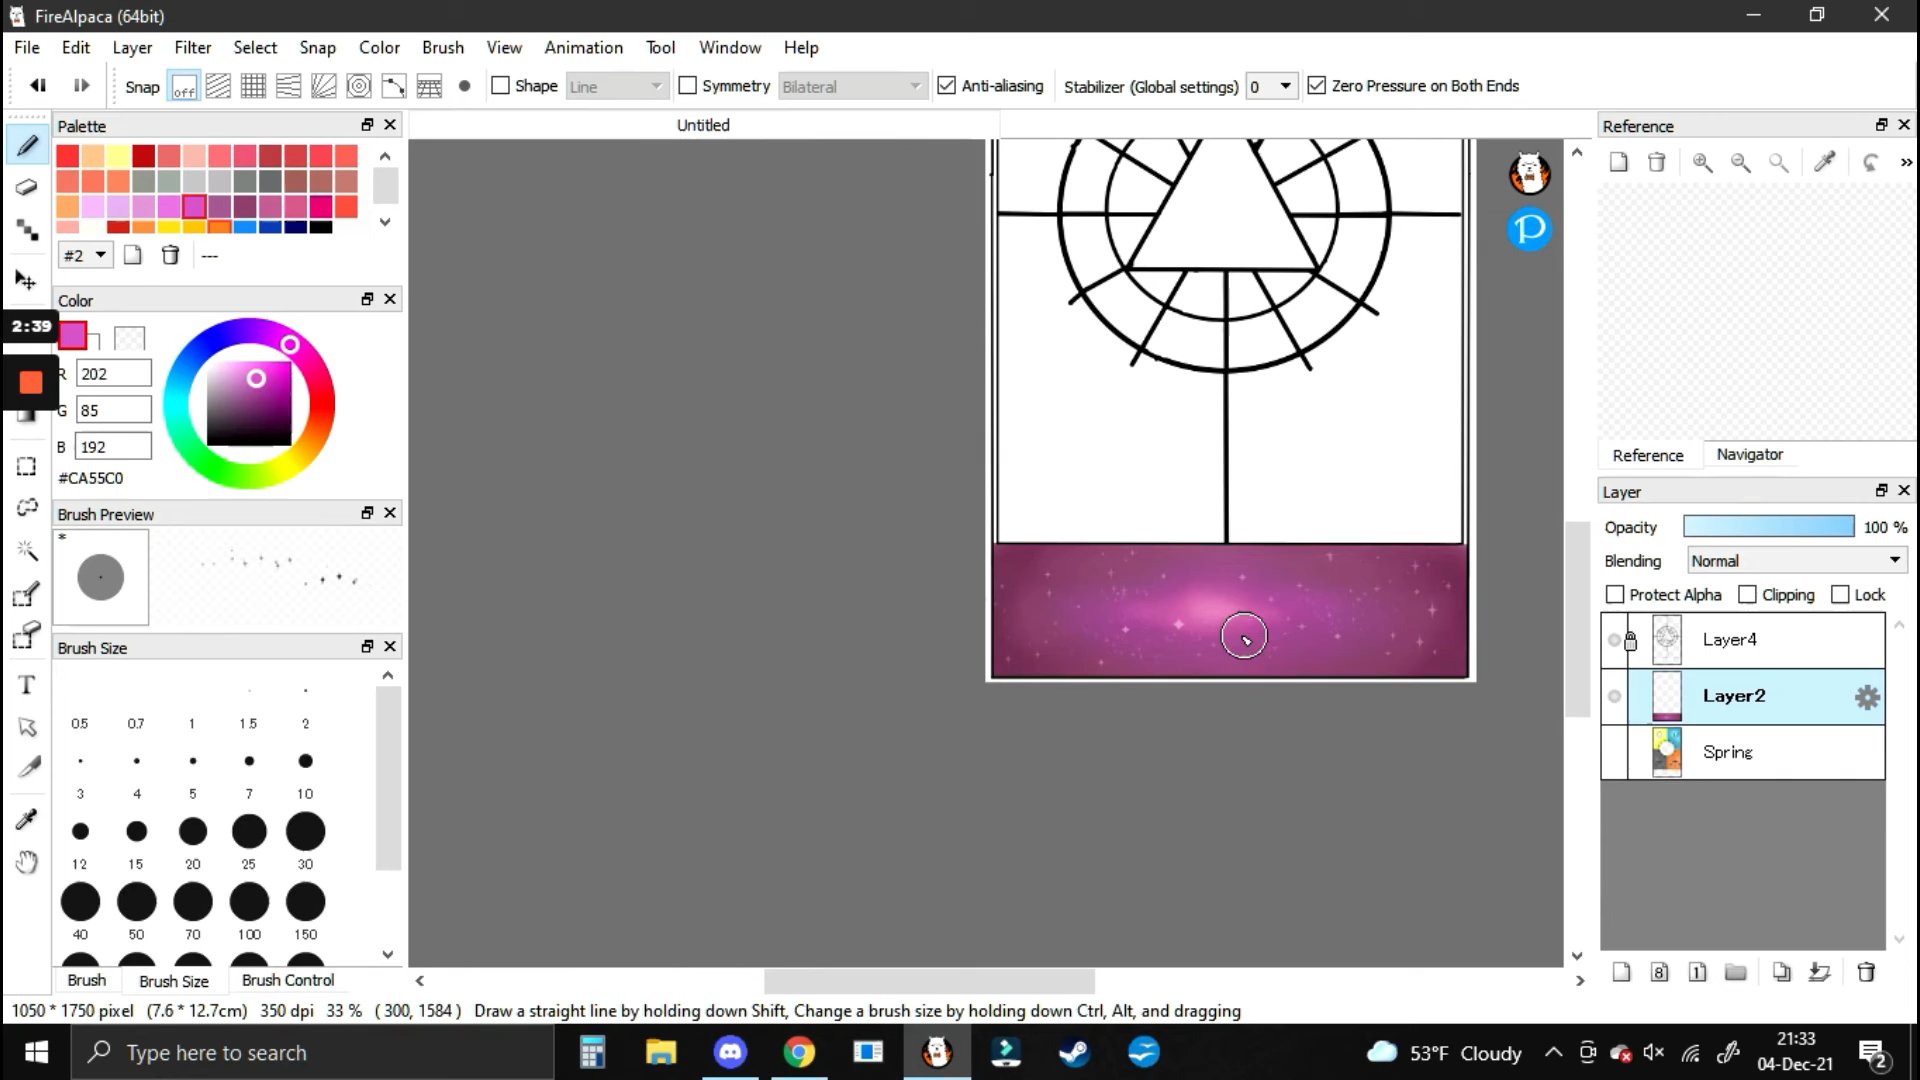 FireAlpaca (64bit)
File Edit Layer Filter Select Snap Color Brush View Animation Tool Window Help
Snap off Shape Line Symmetry Bilateral Anti-aliasing Stabilizer (Global settings) 0 Zero Pressure on Both Ends
Palette
Untitled
Reference
#2 ---
Color
2:39
R 202
G 85
B 192
#CA55C0
Reference Navigator
Brush Preview
*
Layer
Opacity 100 %
Blending Normal
Protect Alpha Clipping Lock
Layer4
Layer2
Spring
Brush Size
0.5 0.7 1 1.5 2
3 4 5 7 10
12 15 20 25 30
40 50 70 100 150
Brush Brush Size Brush Control
8 1
1050 * 1750 pixel (7.6 * 12.7cm) 350 dpi 33 % ( 300, 1584 ) Draw a straight line by holding down Shift, Change a brush size by holding down Ctrl, Alt, and dragging
Type here to search
53°F Cloudy
21:33
04-Dec-21
2